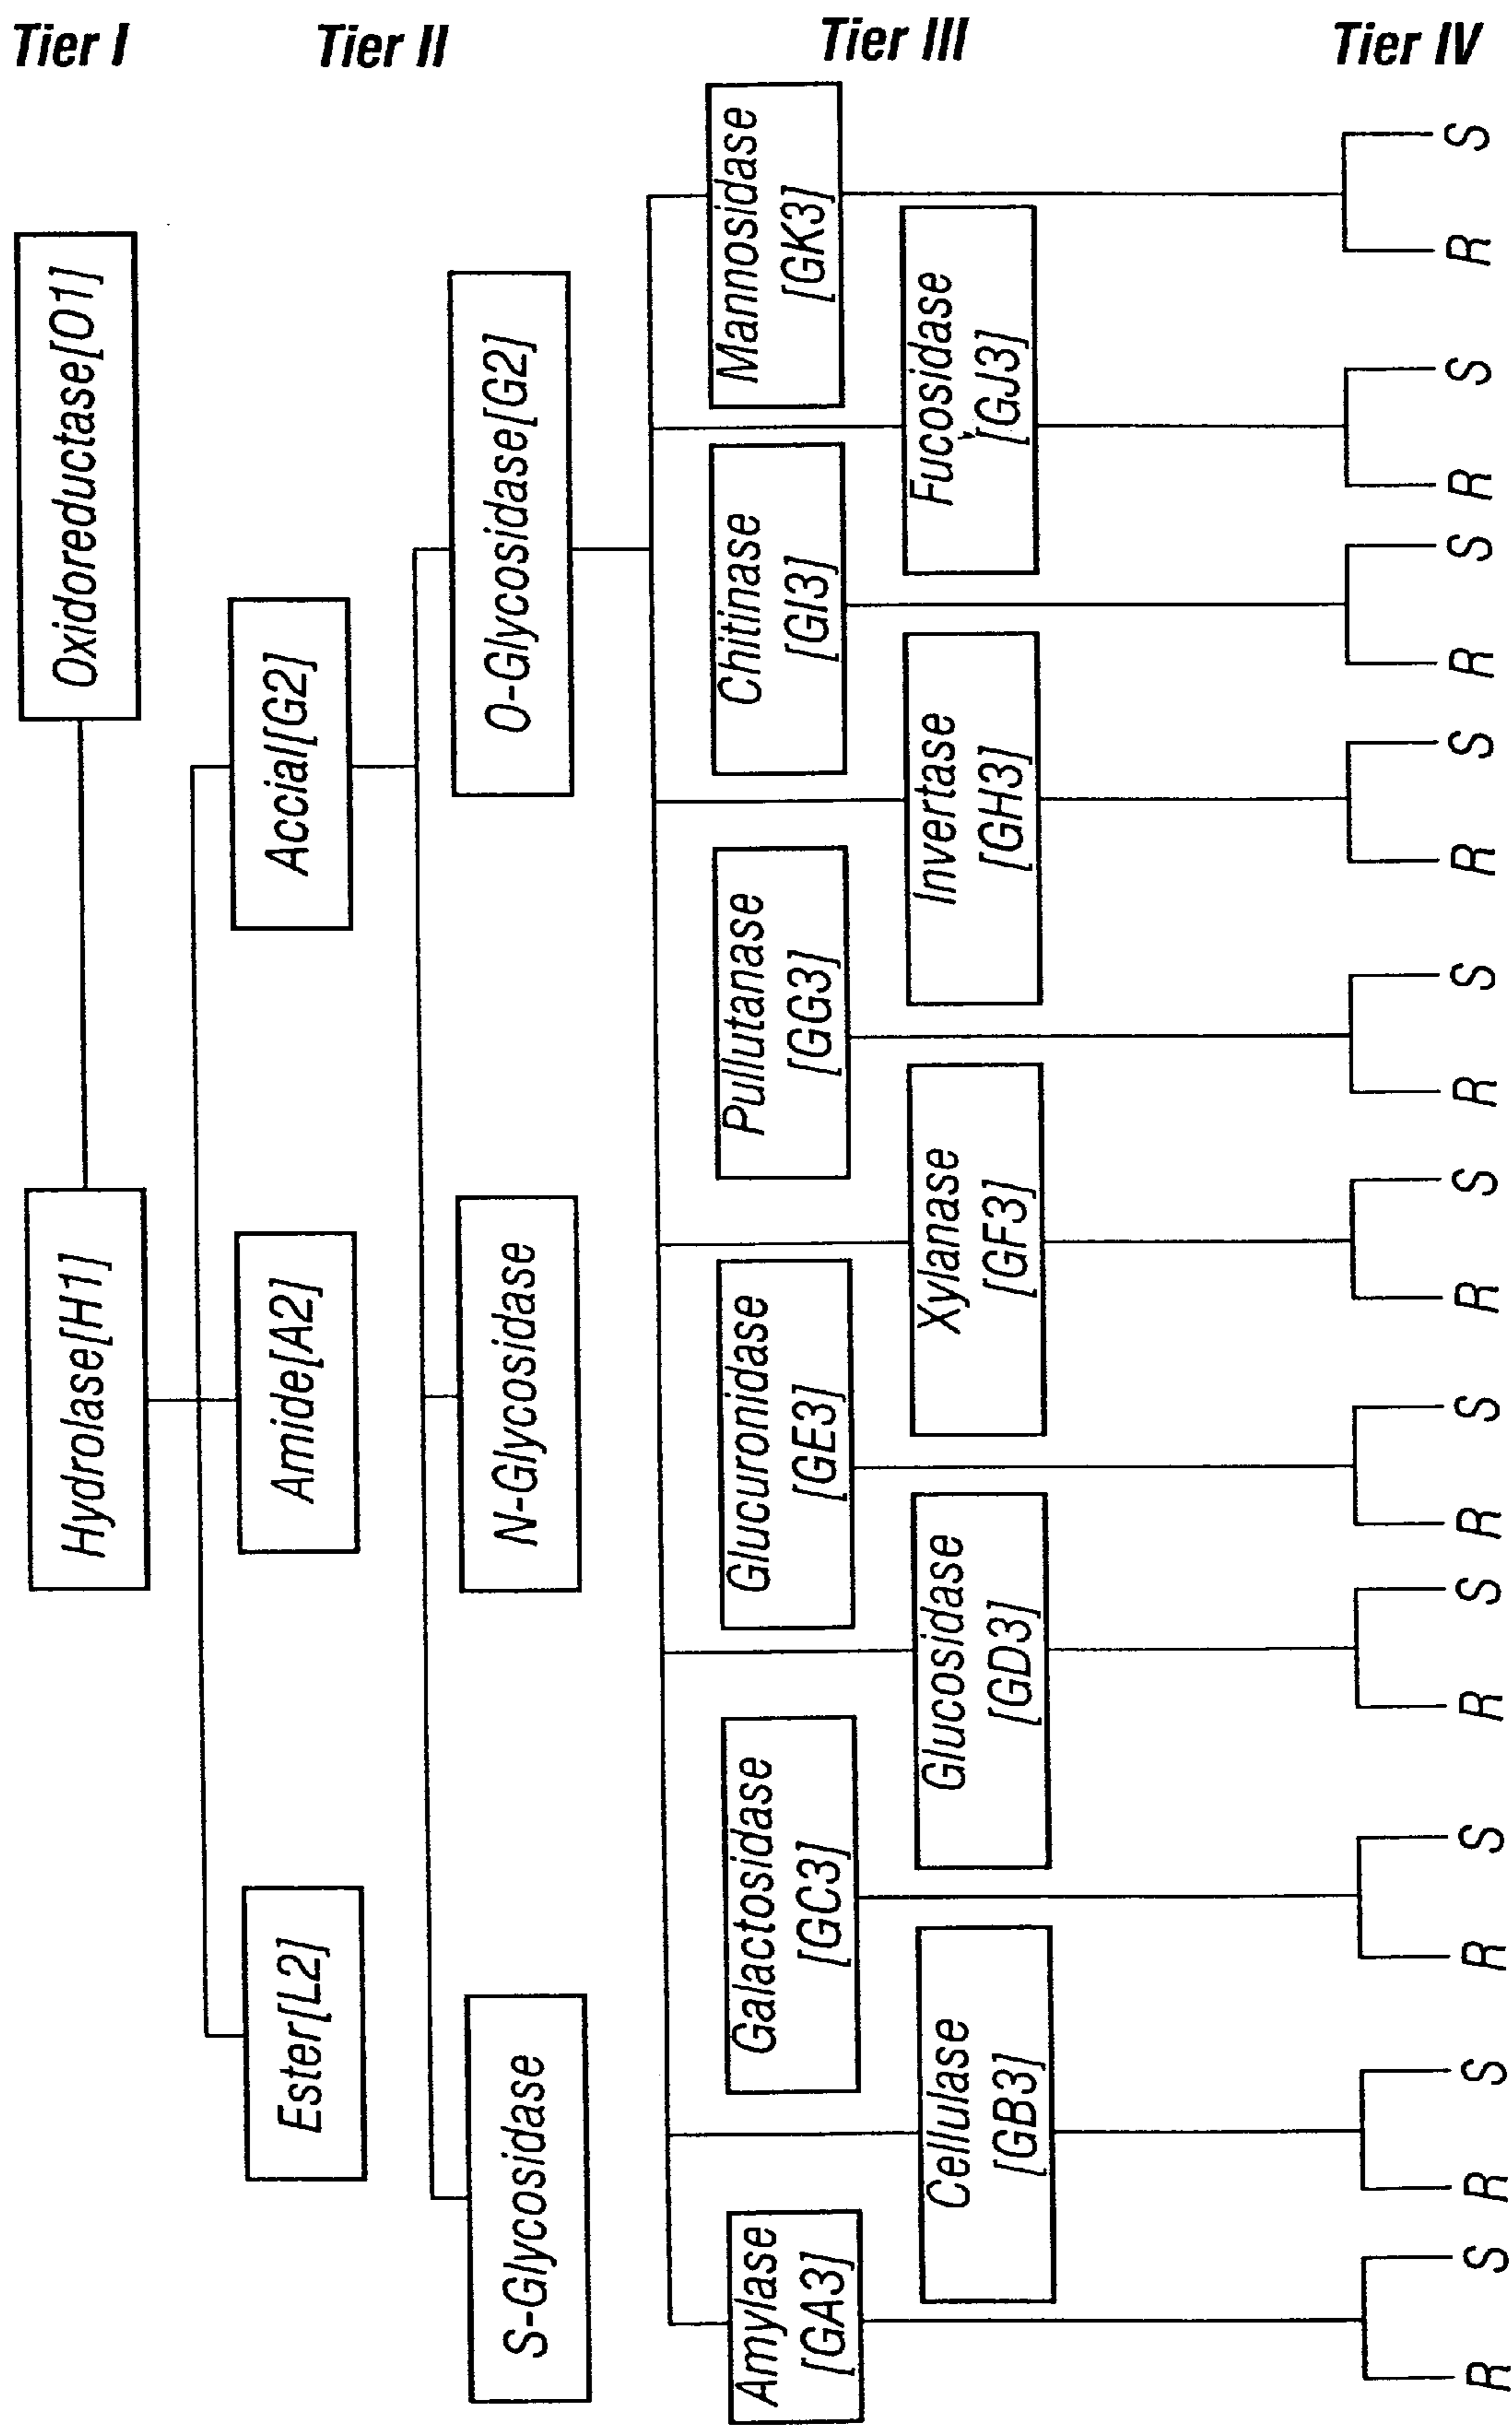 Tier I
Hydrolase[H1]
Oxidoreductase[O1]
Tier II
Ester[L2]
Amide[A2]
Accial[G2]
S-Glycosidase
N-Glycosidase
O-Glycosidase[G2]
Tier III
Amylase
[GA3]
Galactosidase
[GC3]
Glucuronidase
[GE3]
Pullutanase
[GG3]
Chitinase
[GI3]
Mannosidase
[GK3]
Cellulase
[GB3]
Glucosidase
[GD3]
Xylanase
[GF3]
Invertase
[GH3]
Fucosidase
[GJ3]
Tier IV
R S R S R S R S R S R S R S R S R S R S R S